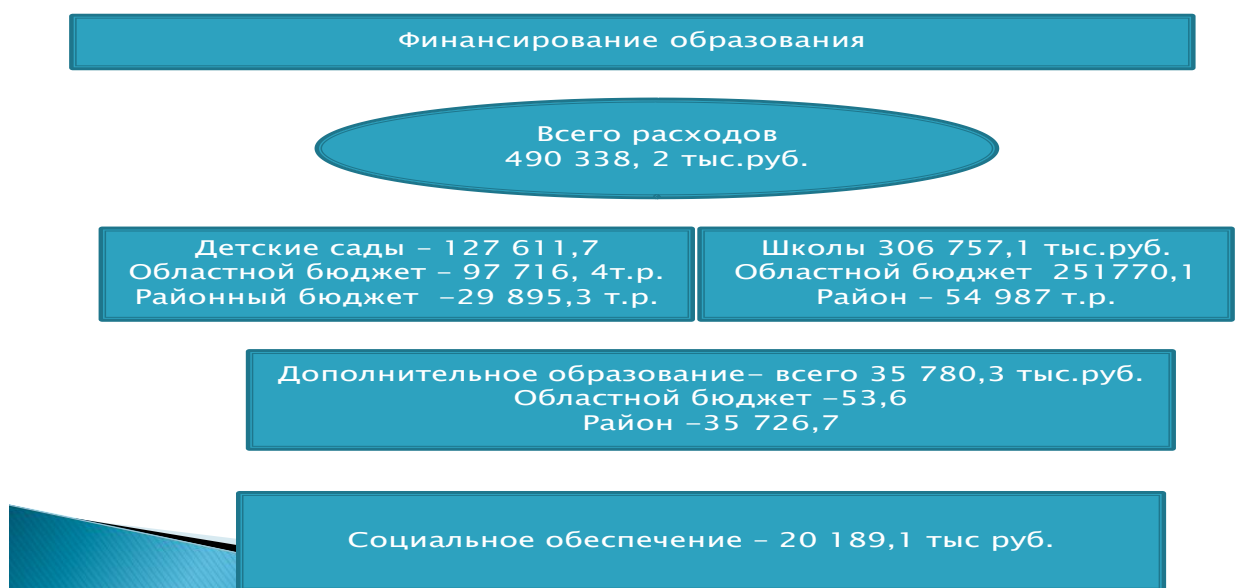 Финансирование образования
Всего расходов
490 338, 2 тыс.руб.
Детские сады – 127 611,7
Областной бюджет – 97 716, 4т.р.
Районный бюджет –29 895,3 т.р.
Школы 306 757,1 тыс.руб.
Областной бюджет 251770,1
Район – 54 987 т.р.
Дополнительное образование– всего 35 780,3 тыс.руб.
Областной бюджет –53,6
Район –35 726,7
Социальное обеспечение – 20 189,1 тыс руб.